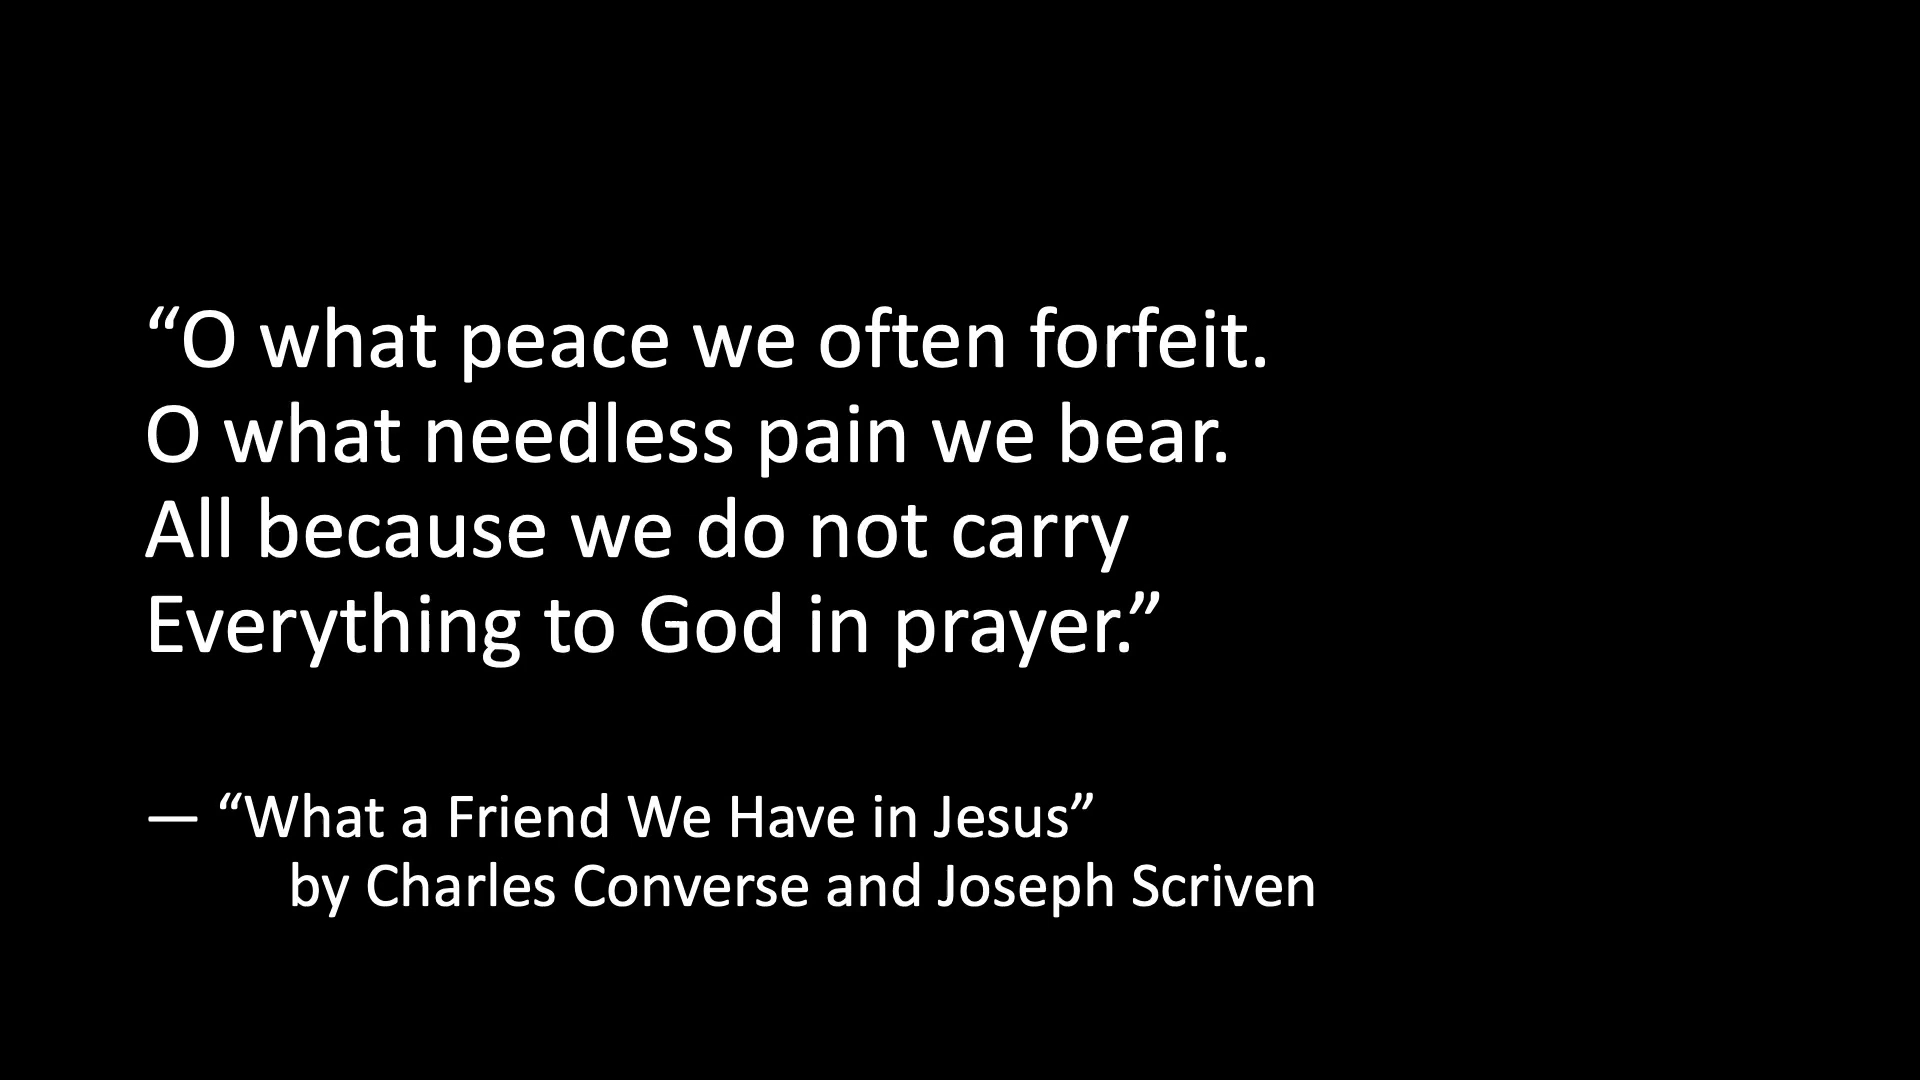 “O what peace we often forfeit.
O what needless pain we bear.
All because we do not carry
Everything to God in prayer.”
— “What a Friend We Have in Jesus”
by Charles Converse and Joseph Scriven